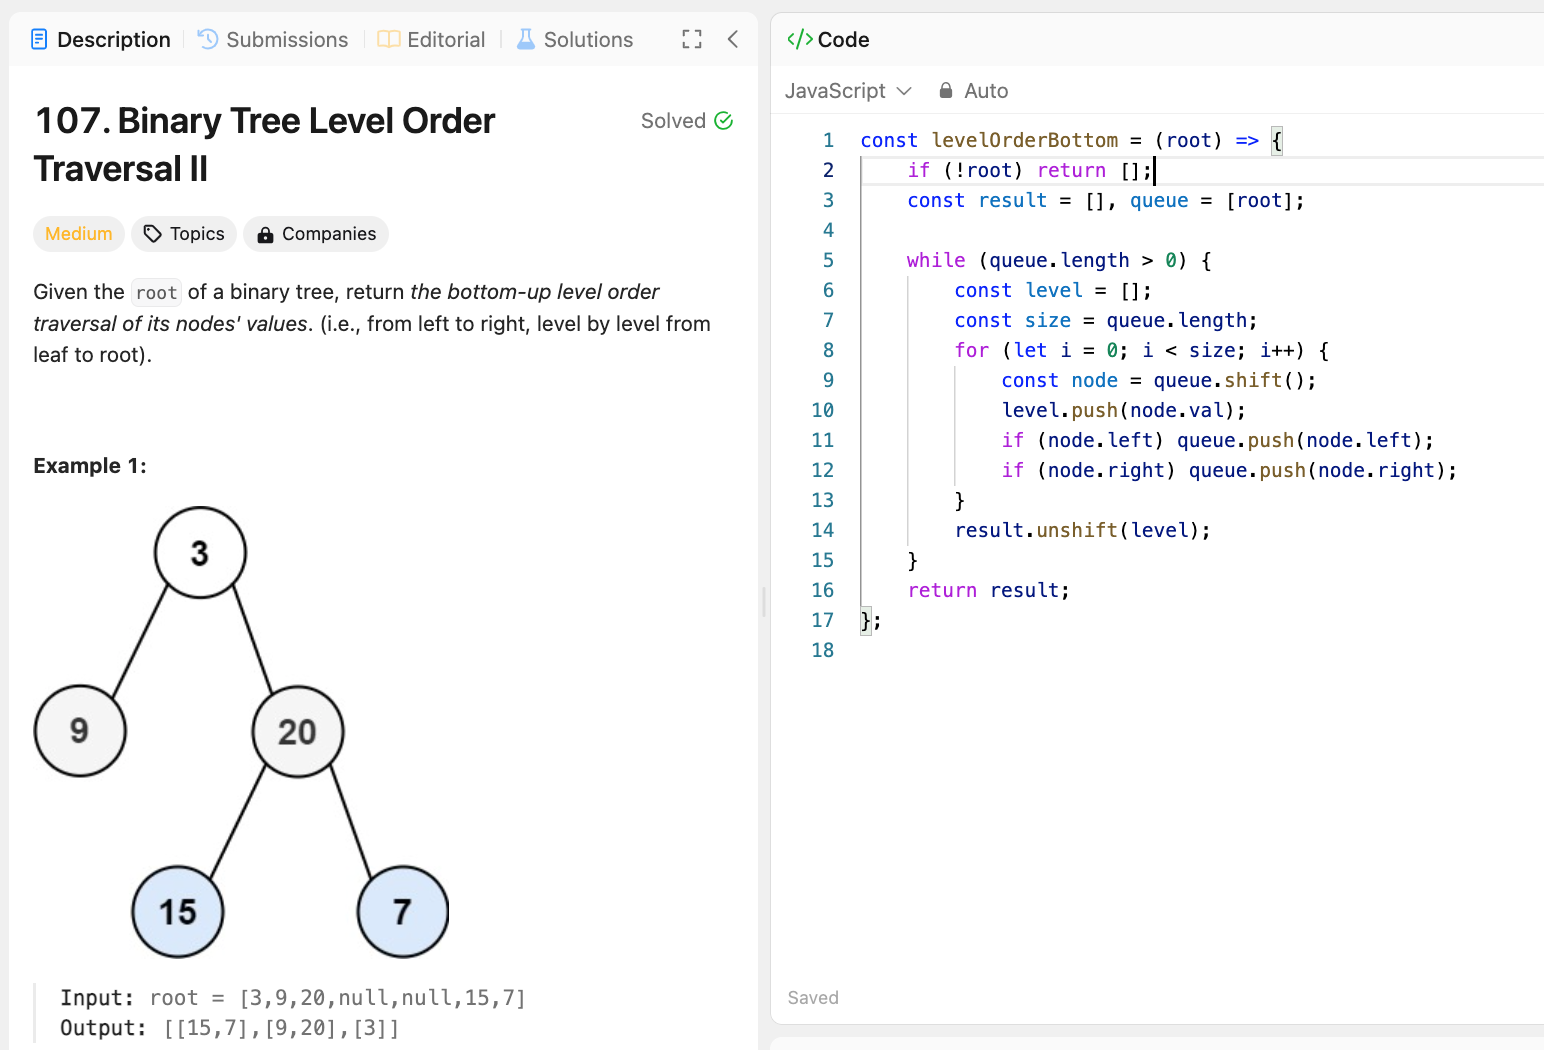 Description
Submissions
Editorial
Solutions
107. Binary Tree Level Order
Traversal II
Solved
Medium
Topics
Companies
Given the root of a binary tree, return the bottom-up level order
traversal of its nodes' values. (i.e., from left to right, level by level from
leaf to root).
Example 1:
3
9
20
15
7
Input: root = [3,9,20,null,null,15,7]
Output: [[15,7],[9,20],[3]]
</> Code
JavaScript
Auto
1 const levelOrderBottom = (root) => {
2     if (!root) return [];
3     const result = [], queue = [root];
4
5     while (queue.length > 0) {
6         const level = [];
7         const size = queue.length;
8         for (let i = 0; i < size; i++) {
9             const node = queue.shift();
10             level.push(node.val);
11             if (node.left) queue.push(node.left);
12             if (node.right) queue.push(node.right);
13         }
14         result.unshift(level);
15     }
16     return result;
17 };
18
Saved